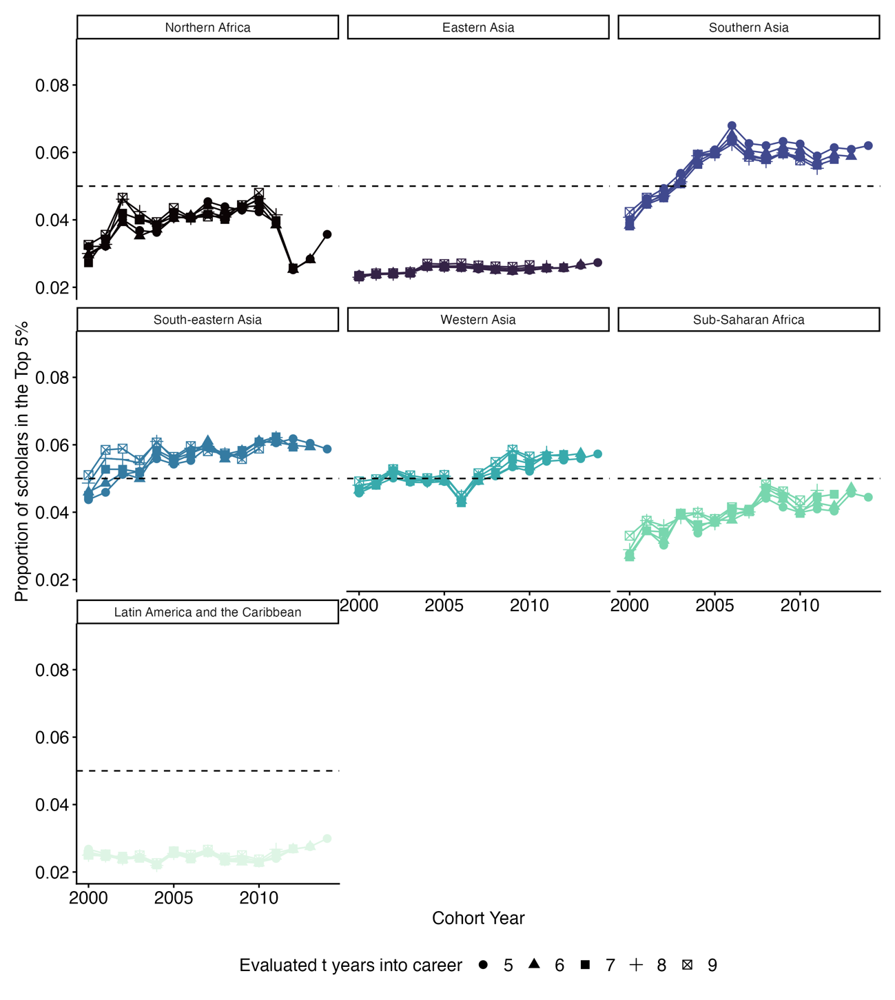 Northern Africa
Eastern Asia
Southern Asia
0.08
0.06
0.04
0.02
South-eastern Asia
Western Asia
Sub-Saharan Africa
0.08
0.06
0.04
0.02
2000 2005 2010
2000 2005 2010
Latin America and the Caribbean
0.08
0.06
0.04
0.02
2000 2005 2010
Proportion of scholars in the Top 5%
Cohort Year
Evaluated t years into career 5 6 7 8 9